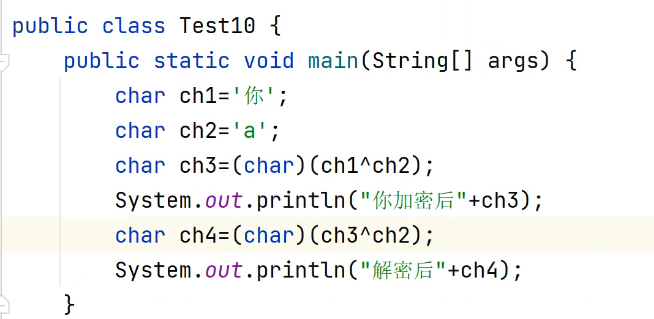 public class Test10 {
    public static void main(String[] args) {
        char ch1='你';
        char ch2='a';
        char ch3=(char)(ch1^ch2);
        System.out.println("你加密后"+ch3);
        char ch4=(char)(ch3^ch2);
        System.out.println("解密后"+ch4);
    }